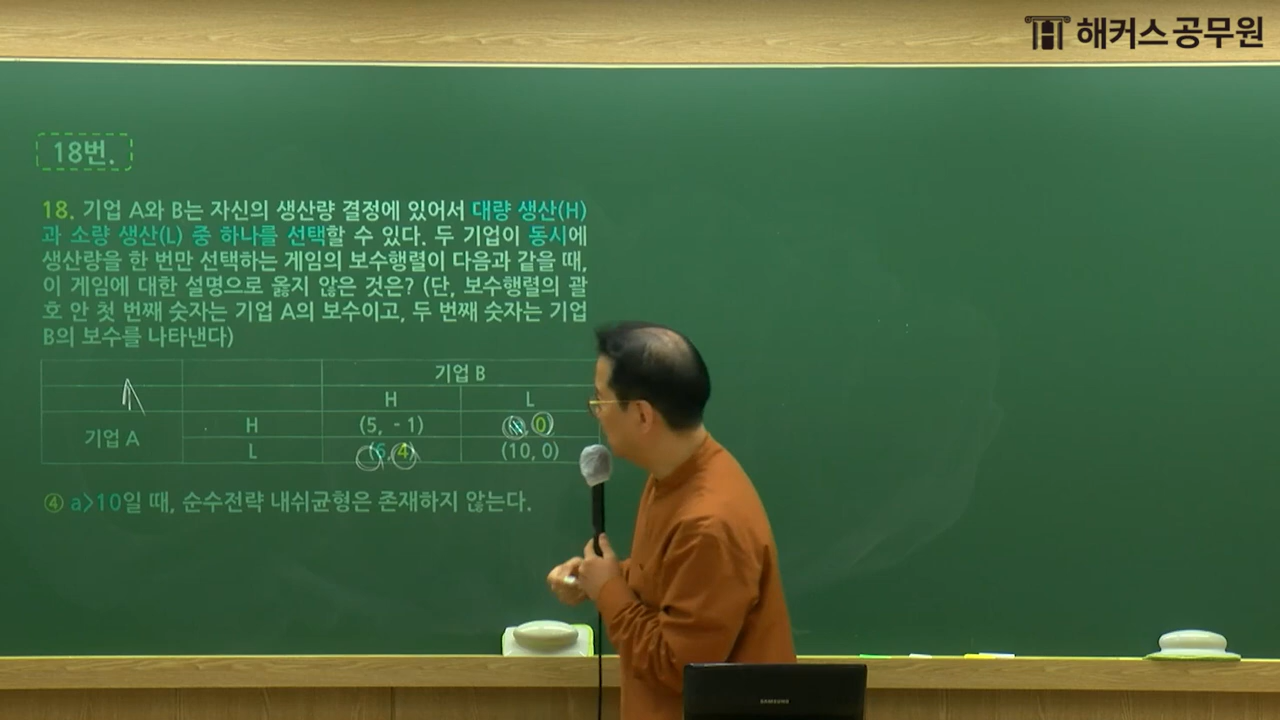 해커스공무원
18번.
18. 기업 A와 B는 자신의 생산량 결정에 있어서 대량 생산(H)
과 소량 생산(L) 중 하나를 선택할 수 있다. 두 기업이 동시에
생산량을 한 번만 선택하는 게임의 보수행렬이 다음과 같을 때,
이 게임에 대한 설명으로 옳지 않은 것은? (단, 보수행렬의 괄
호 안 첫 번째 숫자는 기업 A의 보수이고, 두 번째 숫자는 기업
B의 보수를 나타낸다)
기업 B
H L
기업 A H (5, -1) 0
L (6, 4) (10, 0)
④ a>10일 때, 순수전략 내쉬균형은 존재하지 않는다.
SAMSUNG